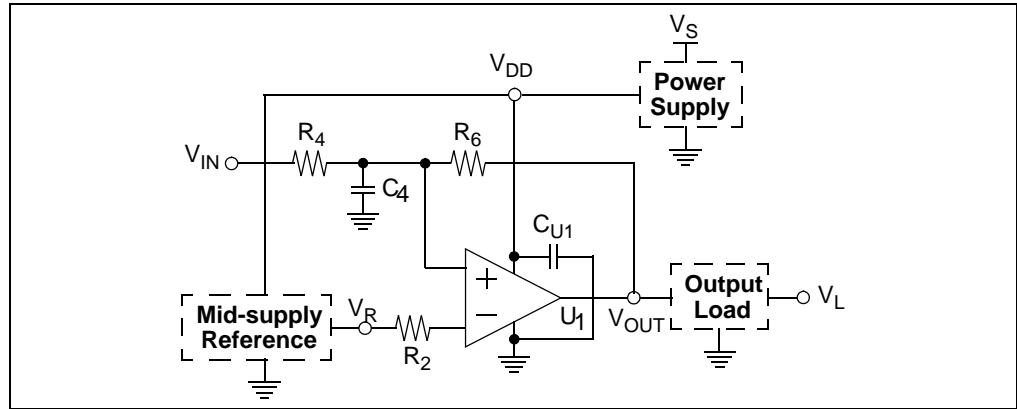 V_S
V_DD
Power
Supply
R_4
R_6
V_IN
C_4
C_U1
+
−
Mid-supply
Reference
V_R
R_2
U_1
V_OUT
Output
Load
V_L